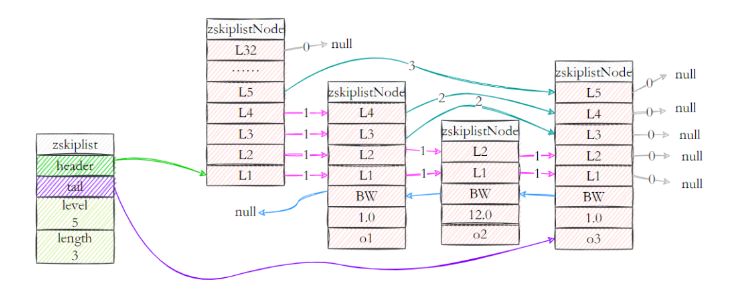 zskiplist
header
tail
level
5
length
3
zskiplistNode
L32
......
L5
L4
L3
L2
L1
0
null
3
1
1
1
1
zskiplistNode
L4
L3
L2
L1
BW
1.0
o1
null
2
2
1
1
zskiplistNode
L2
L1
BW
12.0
o2
1
1
zskiplistNode
L5
L4
L3
L2
L1
BW
1.0
o3
0
null
0
null
0
null
0
null
0
null